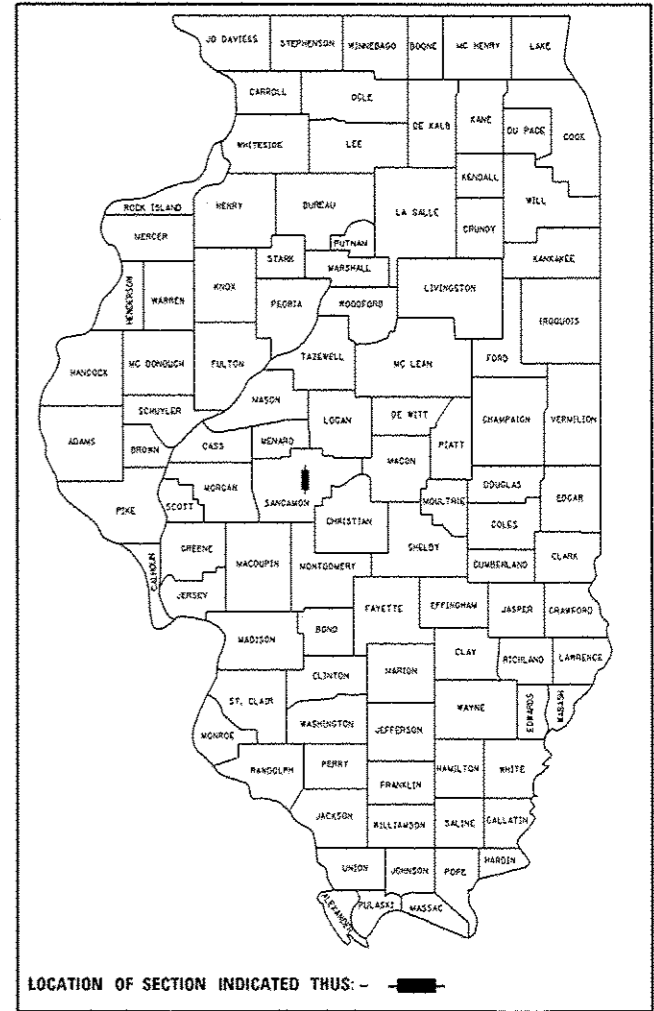 JO DAVIESS STEPHENSON WINNEBAGO BOONE MC HENRY LAKE
CARROLL OGLE DE KALB KANE DU PAGE COOK
WHITESIDE LEE
KENDALL WILL
ROCK ISLAND HENRY BUREAU LA SALLE GRUNDY
MERCER PUTNAM
STARK MARSHALL KANKAKEE
HENDERSON WARREN KNOX PEORIA WOODFORD LIVINGSTON IROQUOIS
HANCOCK MC DONOUGH FULTON TAZEWELL MC LEAN FORD
SCHUYLER MASON LOGAN DE WITT CHAMPAIGN VERMILION
ADAMS BROWN CASS MENARD PIATT
MACON
PIKE SCOTT MORGAN SANGAMON MOULTRIE DOUGLAS EDGAR
CHRISTIAN COLES
CALHOUN GREENE MACOUPIN MONTGOMERY SHELBY CUMBERLAND CLARK
JERSEY FAYETTE EFFINGHAM JASPER CRAWFORD
MADISON BOND
CLAY RICHLAND LAWRENCE
CLINTON MARION
ST. CLAIR WAYNE EDWARDS WABASH
MONROE WASHINGTON JEFFERSON
RANDOLPH PERRY HAMILTON WHITE
FRANKLIN
JACKSON WILLIAMSON SALINE GALLATIN
UNION JOHNSON POPE HARDIN
ALEXANDER PULASKI MASSAC
LOCATION OF SECTION INDICATED THUS: -